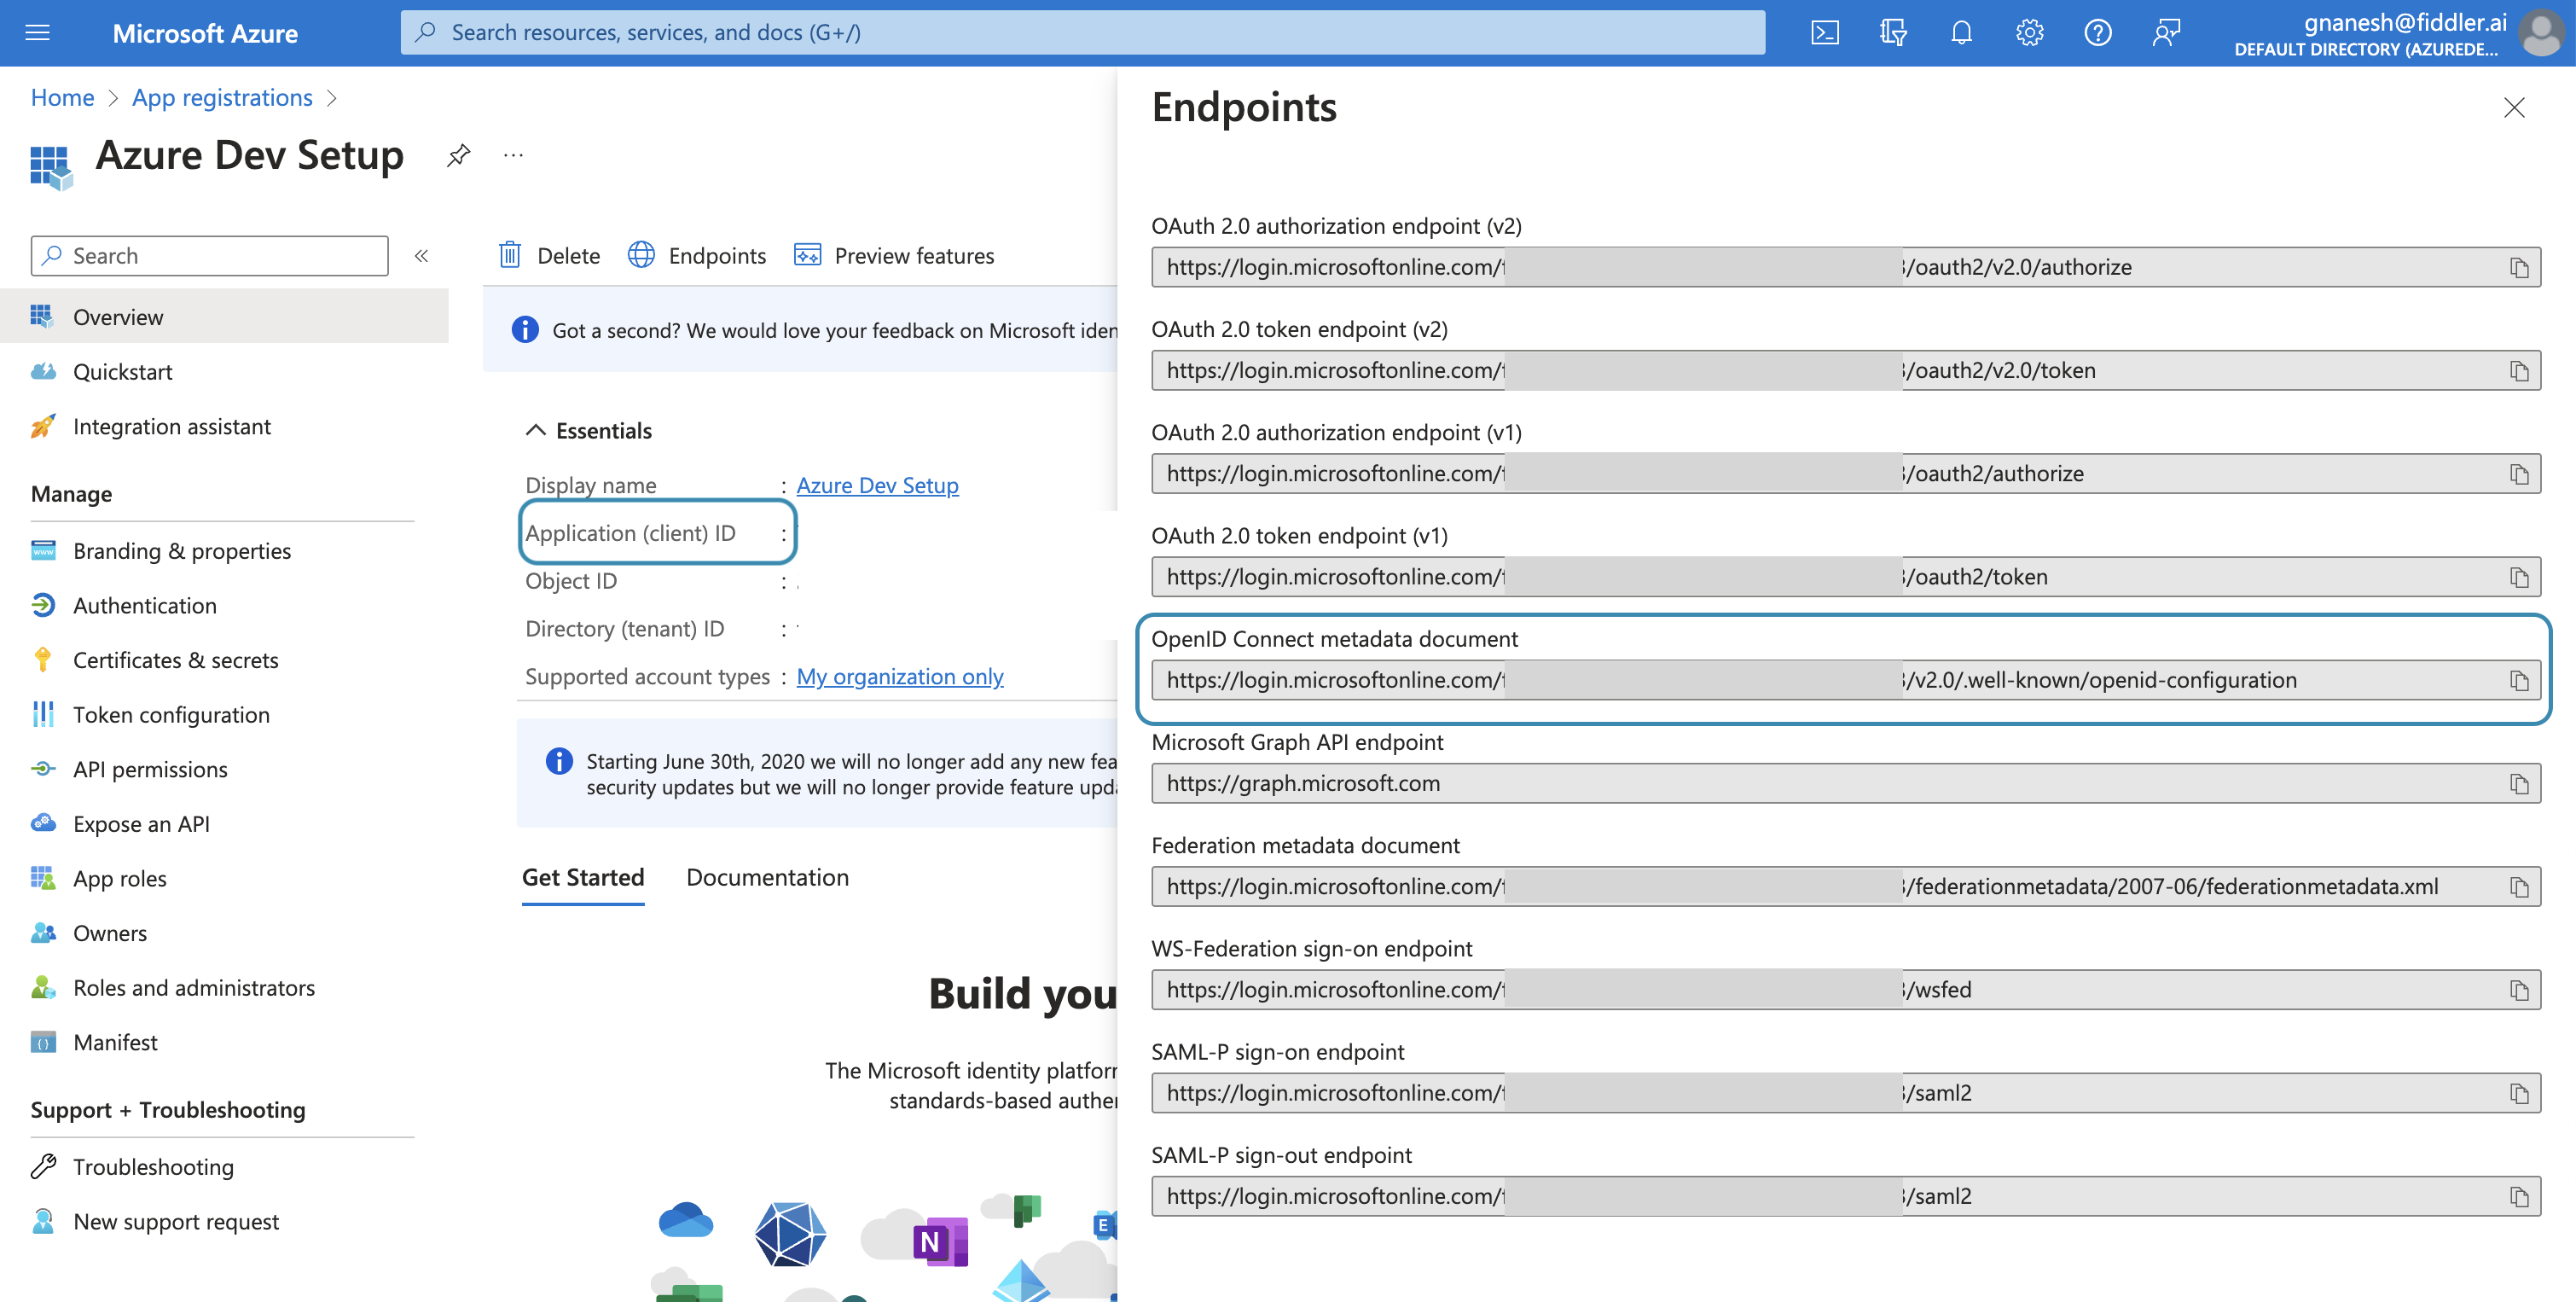 Microsoft Azure
Search resources, services, and docs (G+/)
gnanesh@fiddler.ai
DEFAULT DIRECTORY (AZUREDE...
Home > App registrations >
Azure Dev Setup
...
Search
«
Overview
Quickstart
Integration assistant
Manage
Branding & properties
Authentication
Certificates & secrets
Token configuration
API permissions
Expose an API
App roles
Owners
Roles and administrators
Manifest
Support + Troubleshooting
Troubleshooting
New support request
Delete
Endpoints
Preview features
Got a second? We would love your feedback on Microsoft iden
Essentials
Display name : Azure Dev Setup
Application (client) ID :
Object ID :
Directory (tenant) ID :
Supported account types : My organization only
Starting June 30th, 2020 we will no longer add any new fea
security updates but we will no longer provide feature upd
Get Started
Documentation
Build you
The Microsoft identity platform
standards-based auther
N
E
Endpoints
OAuth 2.0 authorization endpoint (v2)
https://login.microsoftonline.com/ /oauth2/v2.0/authorize
OAuth 2.0 token endpoint (v2)
https://login.microsoftonline.com/ /oauth2/v2.0/token
OAuth 2.0 authorization endpoint (v1)
https://login.microsoftonline.com/ /oauth2/authorize
OAuth 2.0 token endpoint (v1)
https://login.microsoftonline.com/ /oauth2/token
OpenID Connect metadata document
https://login.microsoftonline.com/ /v2.0/.well-known/openid-configuration
Microsoft Graph API endpoint
https://graph.microsoft.com
Federation metadata document
https://login.microsoftonline.com/ /federationmetadata/2007-06/federationmetadata.xml
WS-Federation sign-on endpoint
https://login.microsoftonline.com/ /wsfed
SAML-P sign-on endpoint
https://login.microsoftonline.com/ /saml2
SAML-P sign-out endpoint
https://login.microsoftonline.com/ /saml2